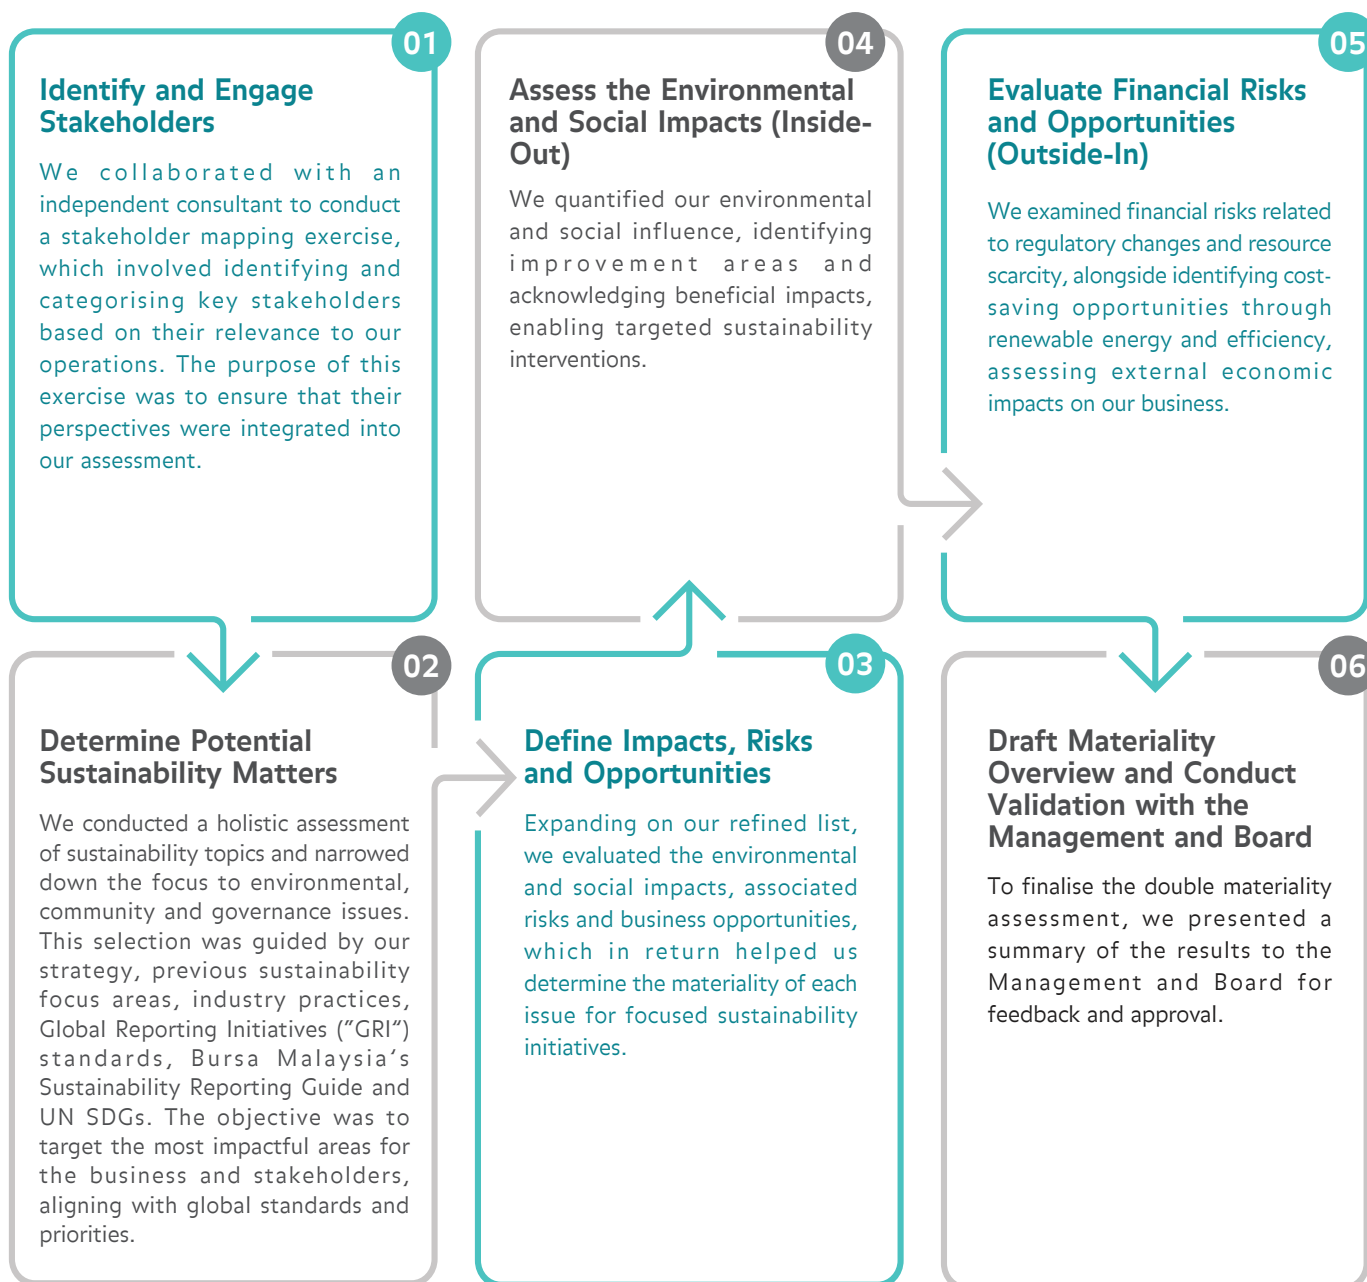 01
Identify and Engage
Stakeholders
We collaborated with an
independent consultant to conduct
a stakeholder mapping exercise,
which involved identifying and
categorising key stakeholders
based on their relevance to our
operations. The purpose of this
exercise was to ensure that their
perspectives were integrated into
our assessment.
02
Determine Potential
Sustainability Matters
We conducted a holistic assessment
of sustainability topics and narrowed
down the focus to environmental,
community and governance issues.
This selection was guided by our
strategy, previous sustainability
focus areas, industry practices,
Global Reporting Initiatives (”GRI“)
standards, Bursa Malaysia‘s
Sustainability Reporting Guide and
UN SDGs. The objective was to
target the most impactful areas for
the business and stakeholders,
aligning with global standards and
priorities.
03
Define Impacts, Risks
and Opportunities
Expanding on our refined list,
we evaluated the environmental
and social impacts, associated
risks and business opportunities,
which in return helped us
determine the materiality of each
issue for focused sustainability
initiatives.
04
Assess the Environmental
and Social Impacts (Inside-
Out)
We quantified our environmental
and social influence, identifying
improvement areas and
acknowledging beneficial impacts,
enabling targeted sustainability
interventions.
05
Evaluate Financial Risks
and Opportunities
(Outside-In)
We examined financial risks related
to regulatory changes and resource
scarcity, alongside identifying cost-
saving opportunities through
renewable energy and efficiency,
assessing external economic
impacts on our business.
06
Draft Materiality
Overview and Conduct
Validation with the
Management and Board
To finalise the double materiality
assessment, we presented a
summary of the results to the
Management and Board for
feedback and approval.